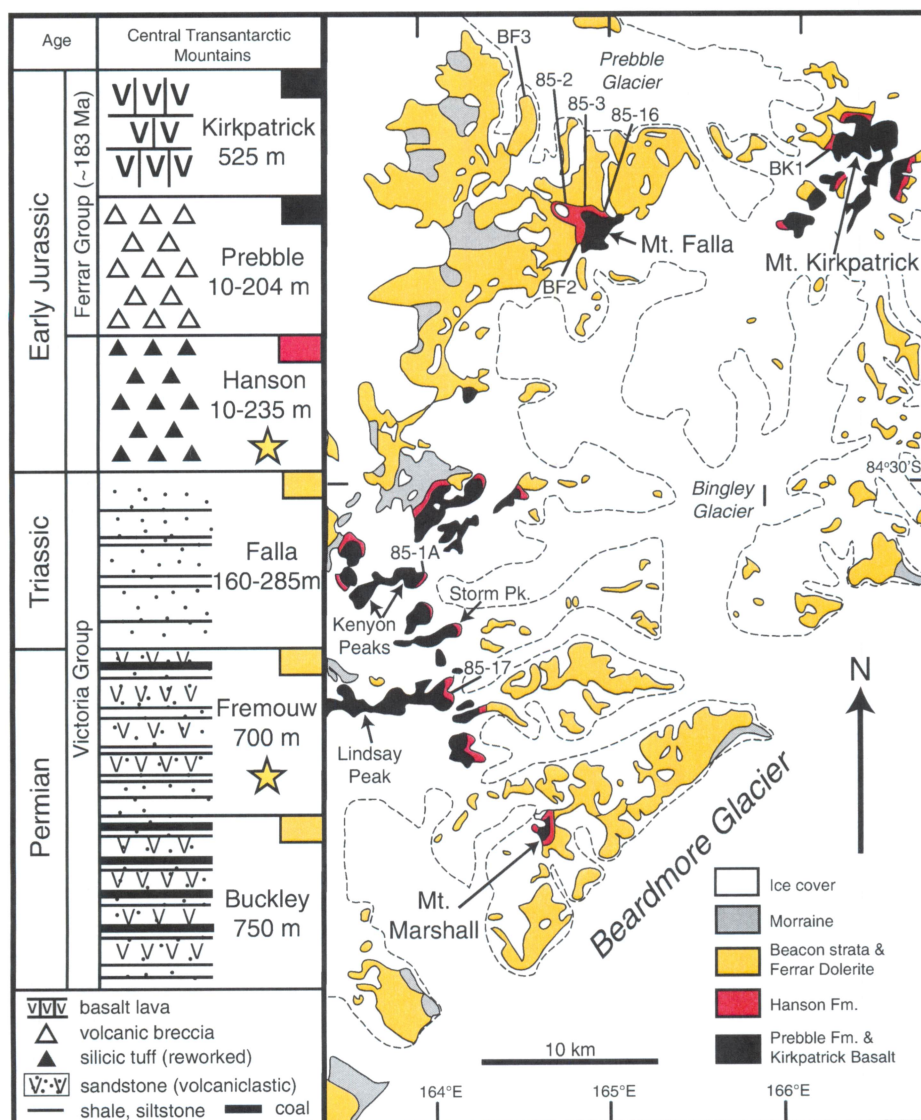 Age
Central Transantarctic
Mountains
Early Jurassic
Ferrar Group (~183 Ma)
Kirkpatrick
525 m
Prebble
10-204 m
Hanson
10-235 m
Triassic
Victoria Group
Falla
160-285m
Permian
Fremouw
700 m
Buckley
750 m
basalt lava
volcanic breccia
silicic tuff (reworked)
sandstone (volcaniclastic)
shale, siltstone
coal
BF3
Prebble
Glacier
85-2
85-3
85-16
BK1
Mt. Falla
Mt. Kirkpatrick
BF2
84°30'S
Bingley
Glacier
85-1A
Storm Pk.
Kenyon
Peaks
85-17
N
Lindsay
Peak
Beardmore Glacier
Mt.
Marshall
Ice cover
Morraine
Beacon strata &
Ferrar Dolerite
Hanson Fm.
Prebble Fm. &
Kirkpatrick Basalt
10 km
164°E
165°E
166°E